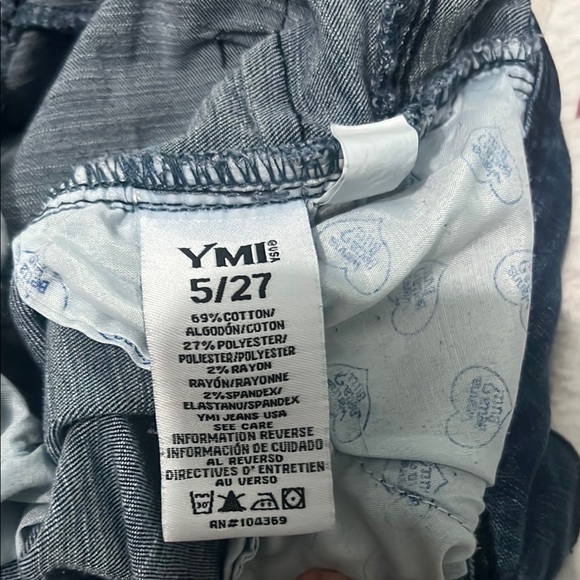 YMI @USA
5/27
69% COTTON/
ALGODÓN/COTON
27% POLYESTER/
POLIESTER/POLYESTER
2% RAYON
RAYÓN/RAYONNE
2% SPANDEX/
ELASTANO/SPANDEX
YMI JEANS USA
SEE CARE
INFORMATION REVERSE
INFORMACIÓN DE CUIDADO
AL REVERSO
DIRECTIVES D' ENTRETIEN
AU VERSO
RN#104369